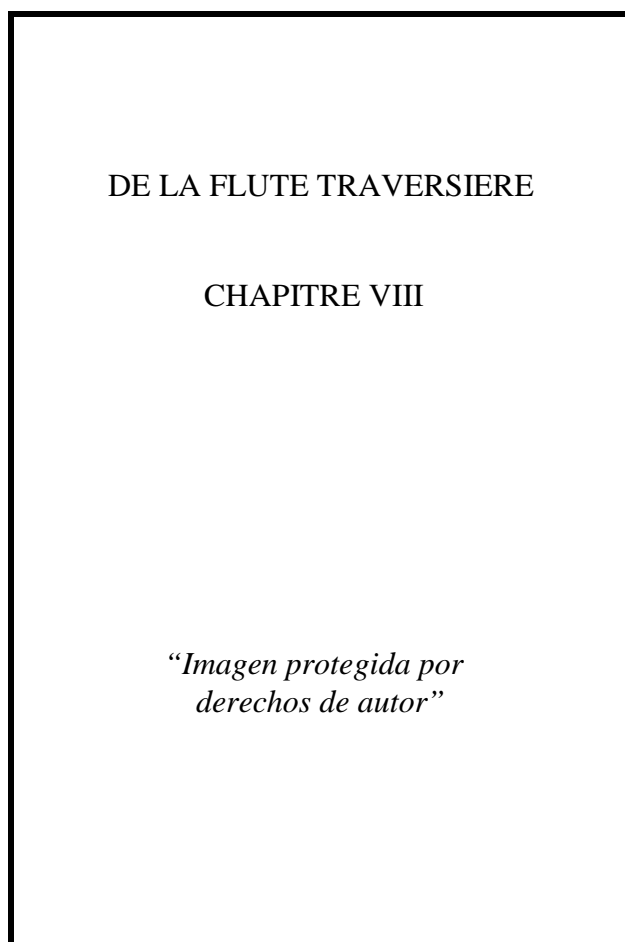 DE LA FLUTE TRAVERSIERE
CHAPITRE VIII
“Imagen protegida por
derechos de autor”